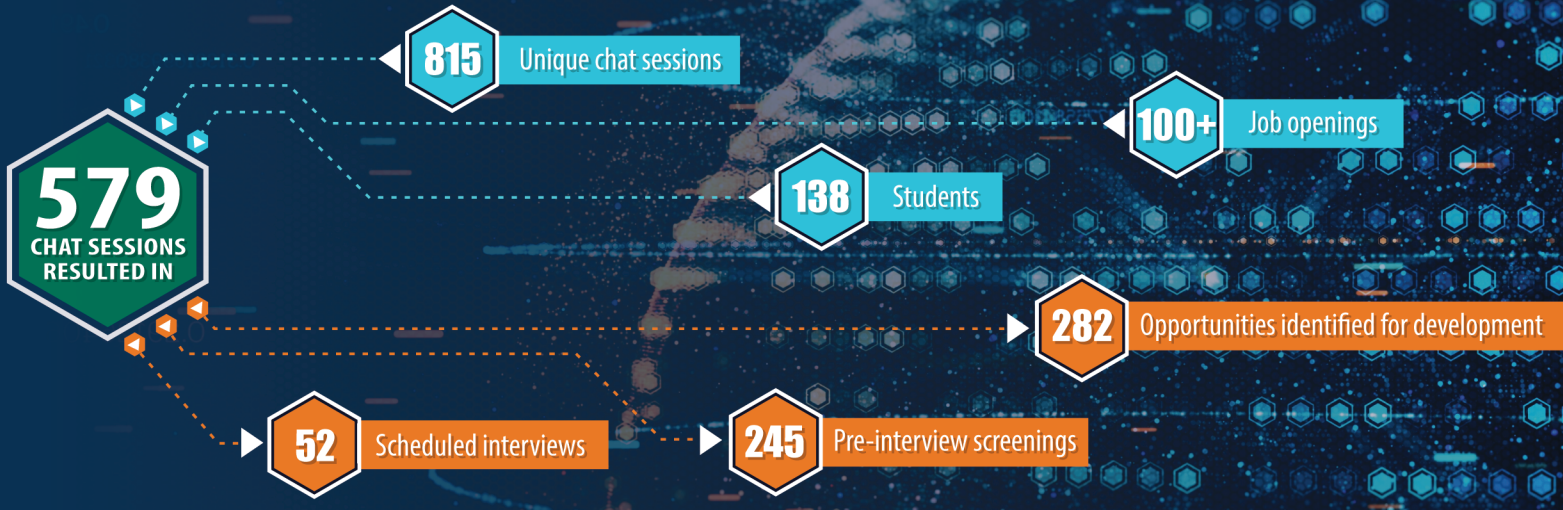 815
Unique chat sessions
100+
Job openings
138
Students
579
CHAT SESSIONS
RESULTED IN
282
Opportunities identified for development
52
Scheduled interviews
245
Pre-interview screenings